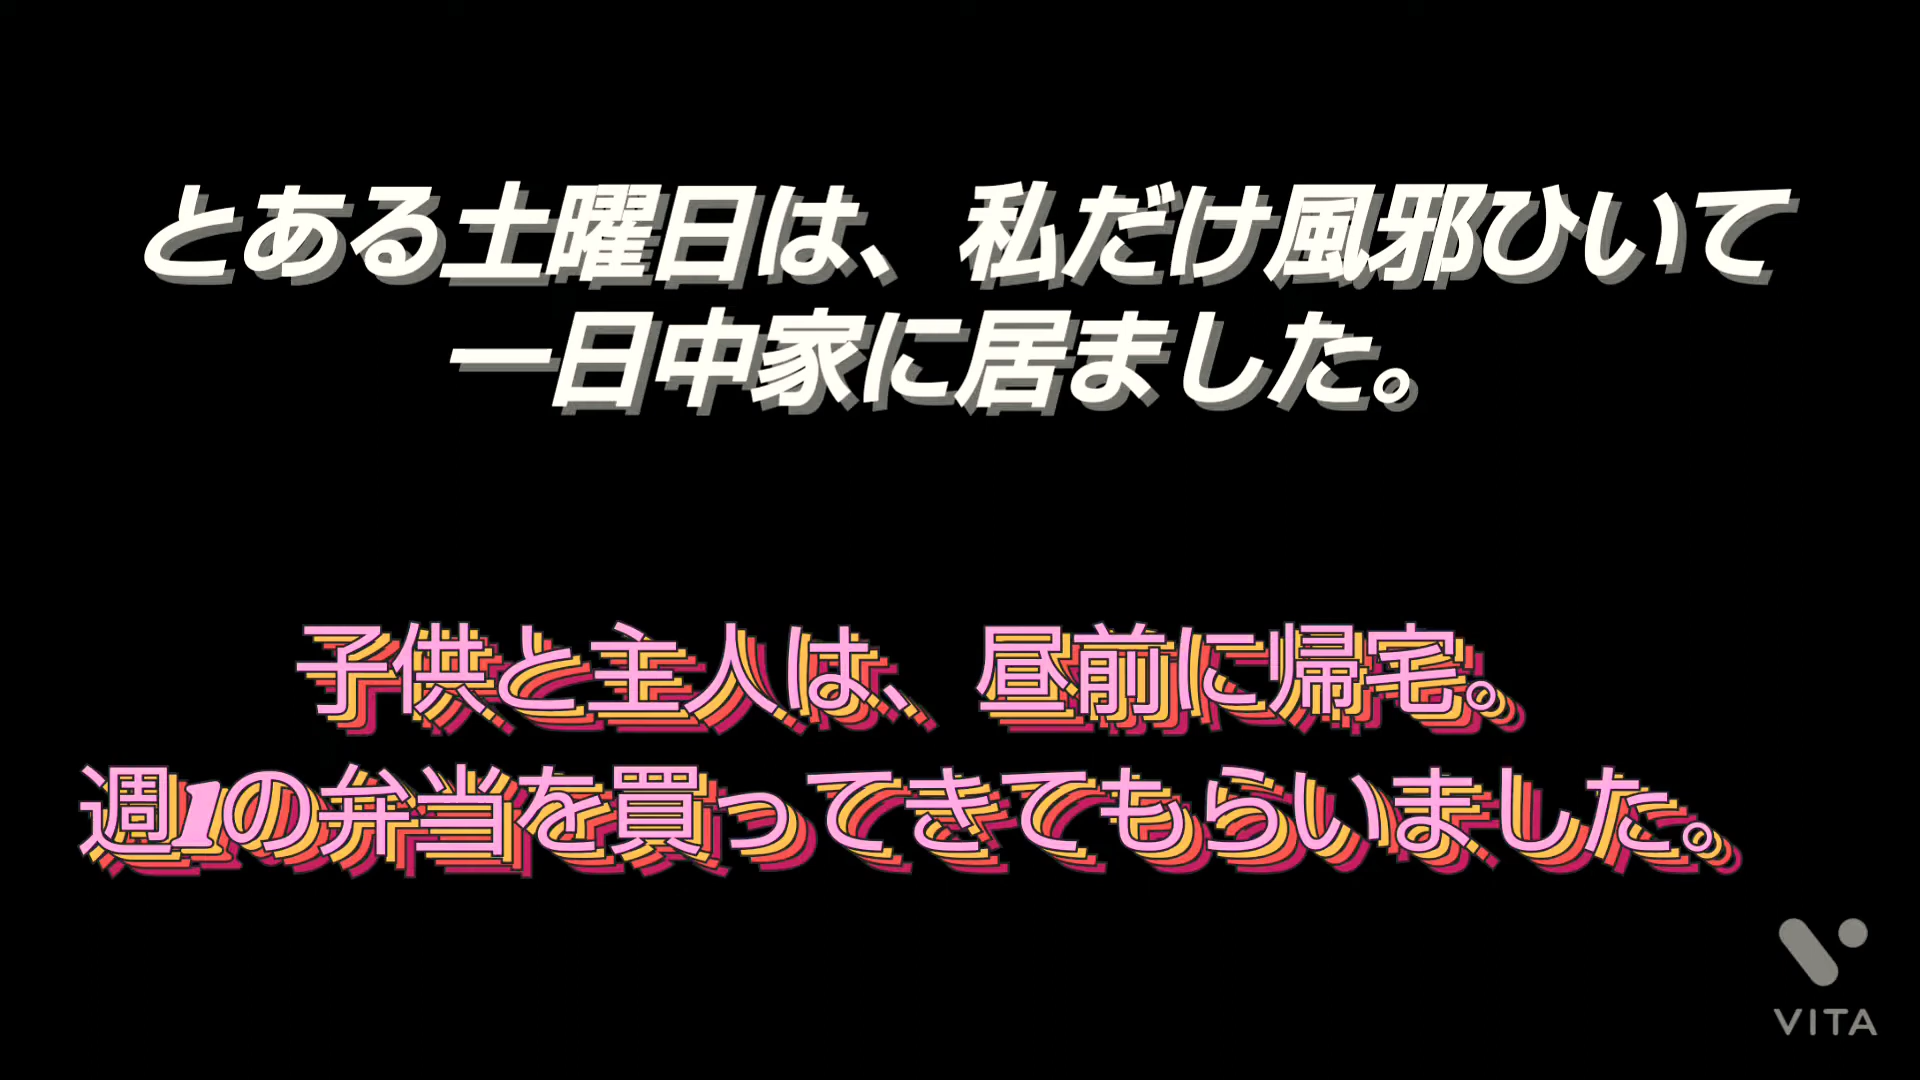 とある土曜日は、私だけ風邪ひいて
一日中家に居ました。
子供と主人は、昼前に帰宅。
週1の弁当を買ってきてもらいました。
VITA